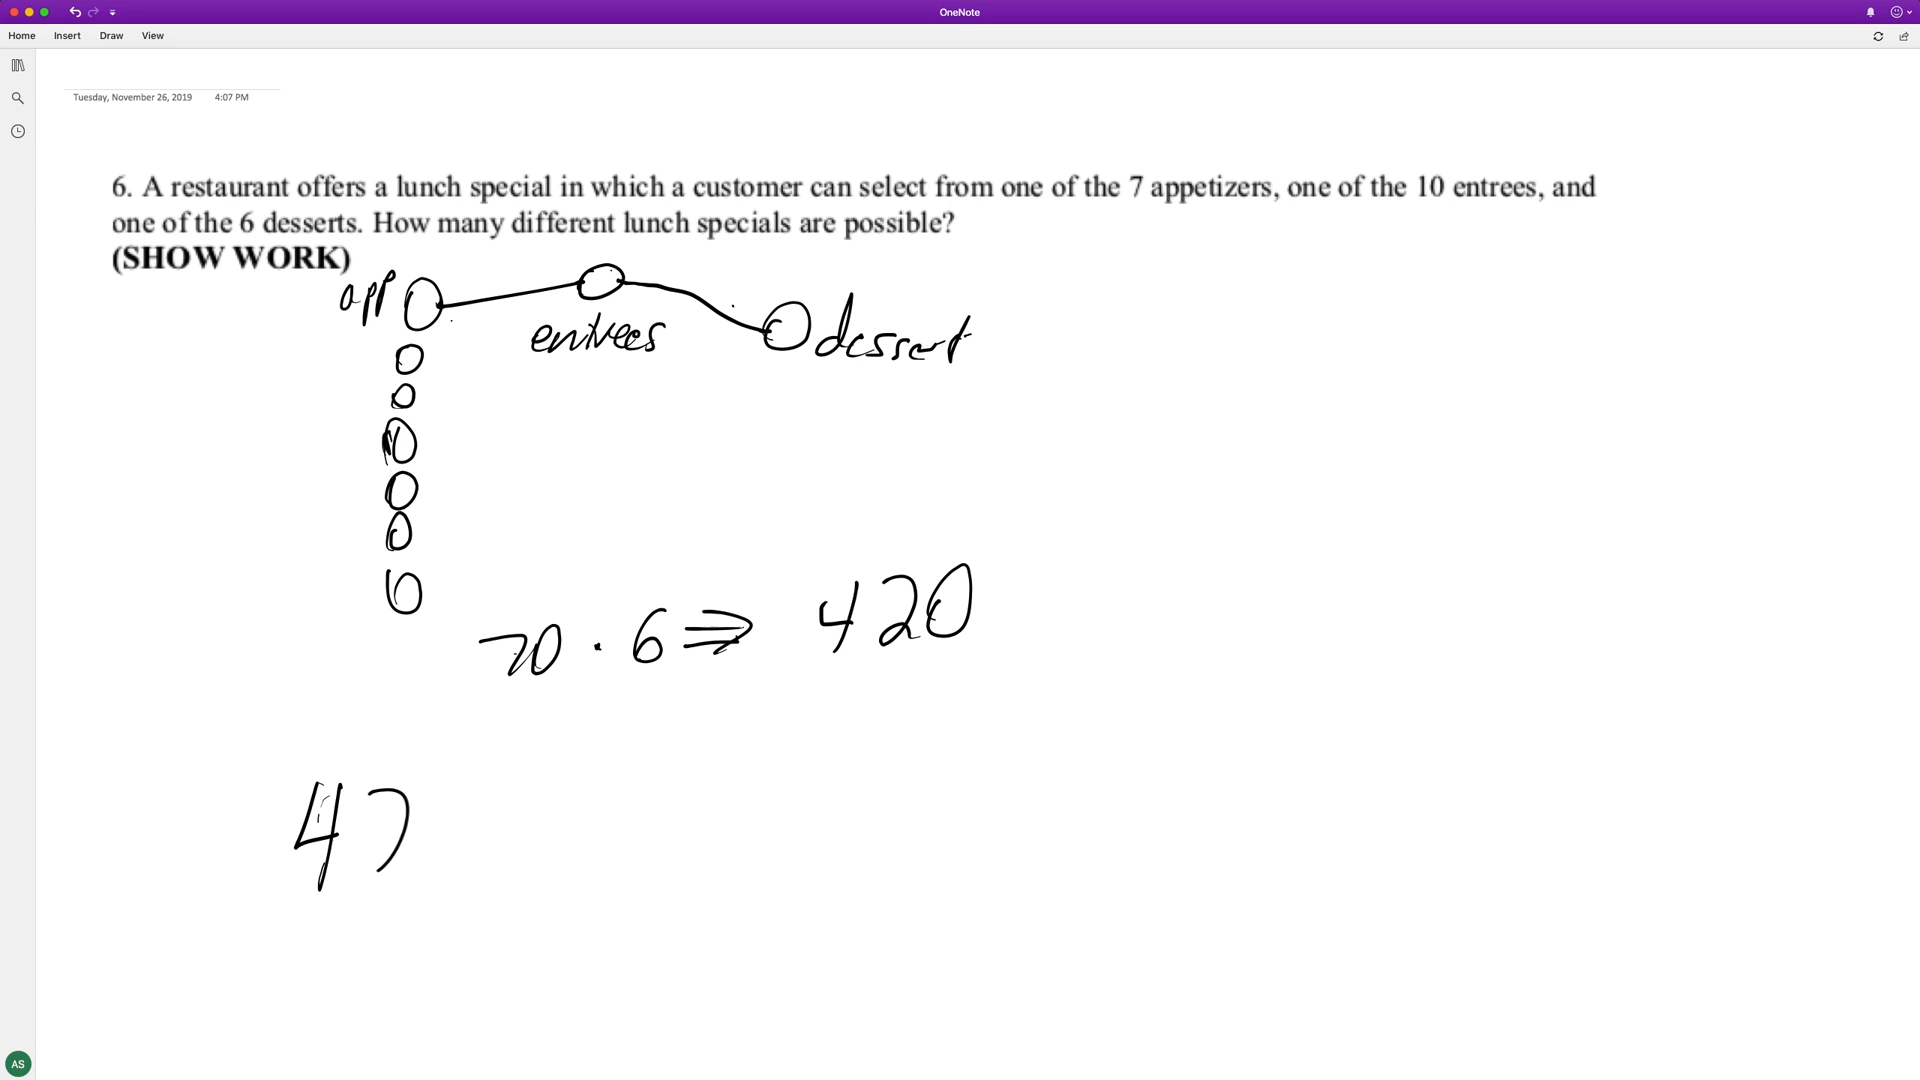 OneNote
Home Insert Draw View
Tuesday, November 26, 2019 4:07 PM
6. A restaurant offers a lunch special in which a customer can select from one of the 7 appetizers, one of the 10 entrees, and
one of the 6 desserts. How many different lunch specials are possible?
(SHOW WORK)
app
entrees
dessert
70 · 6 ⇒ 420
47
AS